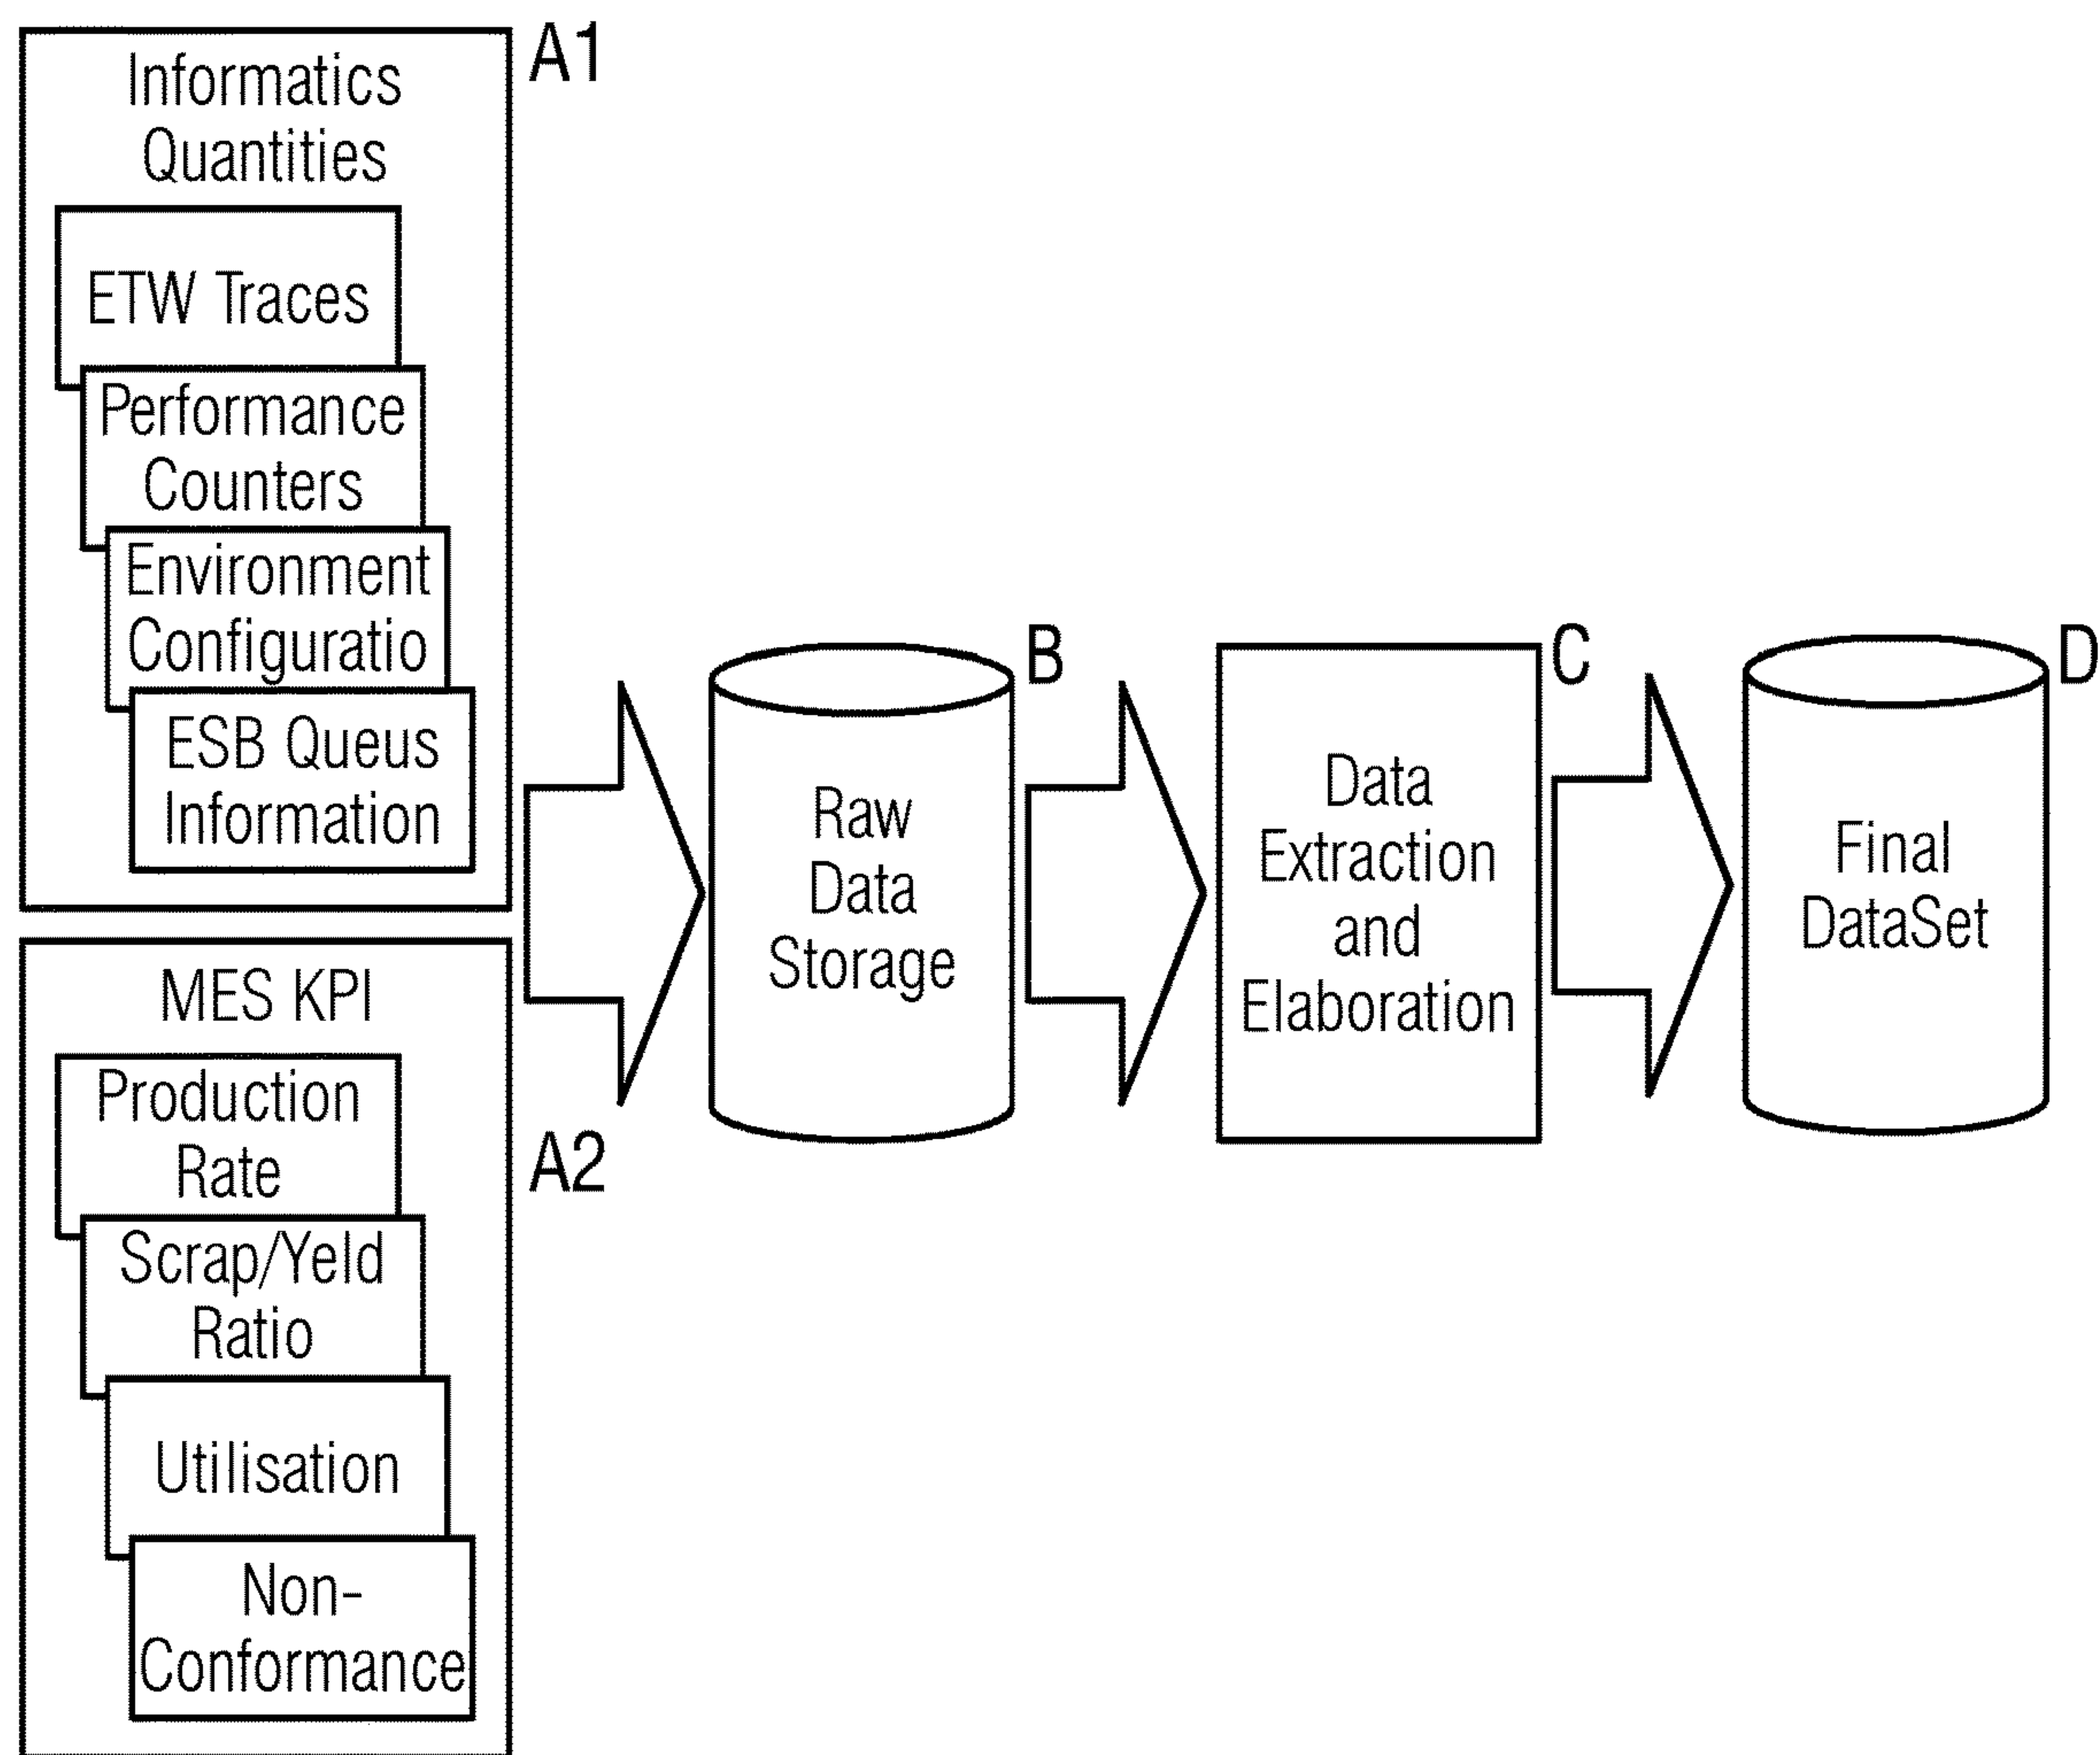 Informatics
Quantities
A1
ETW Traces
Performance
Counters
Environment
Configuratio
ESB Queus
Information
MES KPI
A2
Production
Rate
Scrap/Yeld
Ratio
Utilisation
Non-
Conformance
B
Raw
Data
Storage
C
Data
Extraction
and
Elaboration
D
Final
DataSet